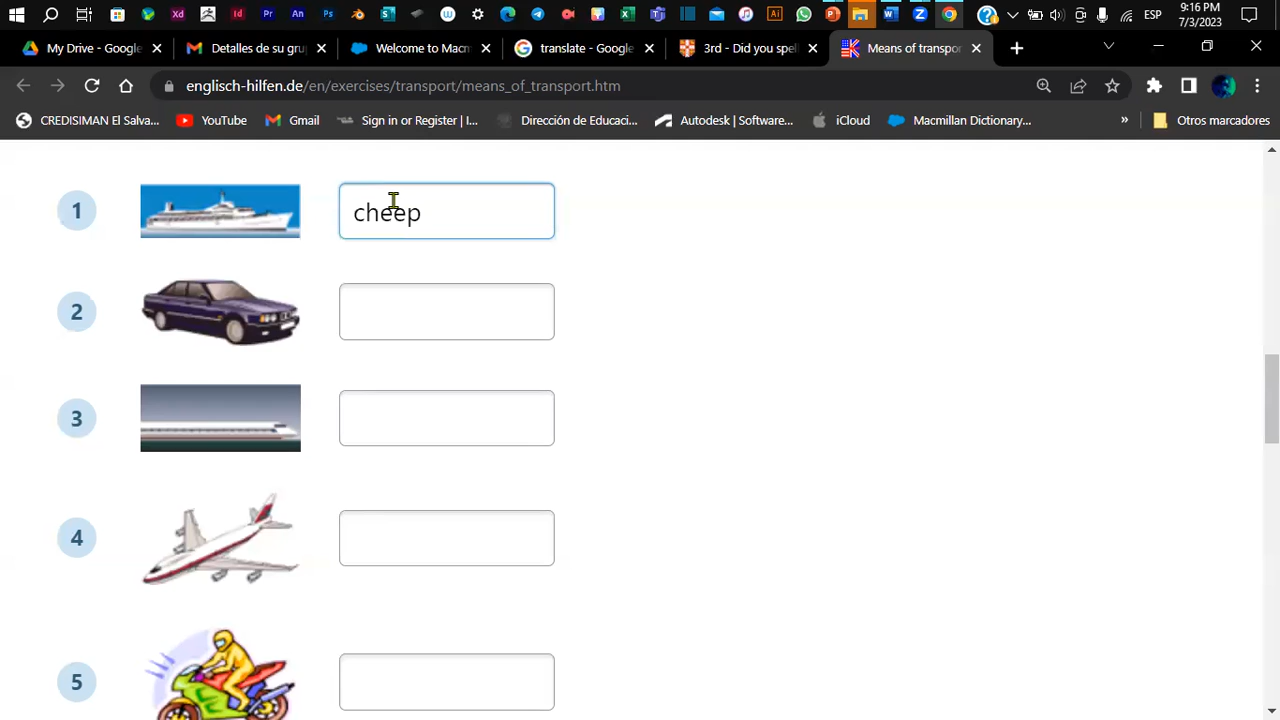 9:16 PM
ESP
7/3/2023
My Drive - Google
Detalles de su gru
Welcome to Macm
translate - Google
3rd - Did you spel
Means of transpor
englisch-hilfen.de/en/exercises/transport/means_of_transport.htm
CREDISIMAN El Salva...
YouTube
Gmail
Sign in or Register | I...
Dirección de Educaci...
Autodesk | Software...
iCloud
Macmillan Dictionary...
»
Otros marcadores
1
cheep
2
3
4
5